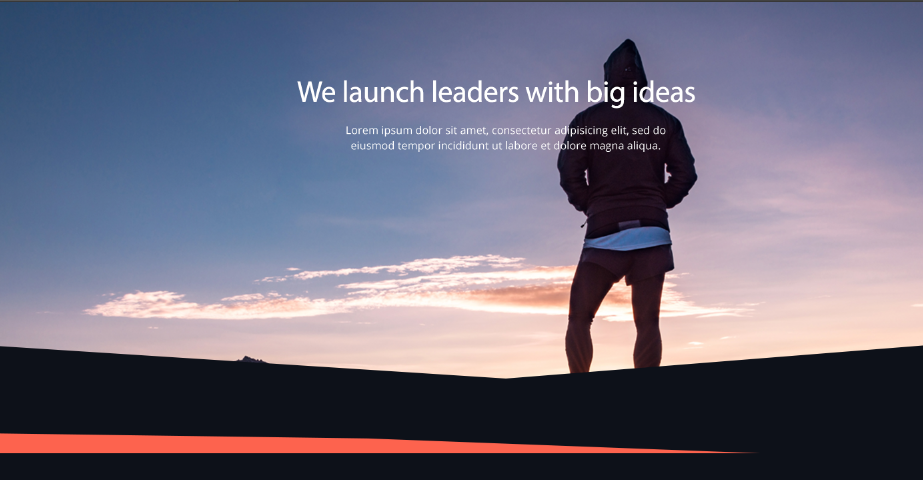 We launch leaders with big ideas
Lorem ipsum dolor sit amet, consectetur adipisicing elit, sed do
eiusmod tempor incididunt ut labore et dolore magna aliqua.